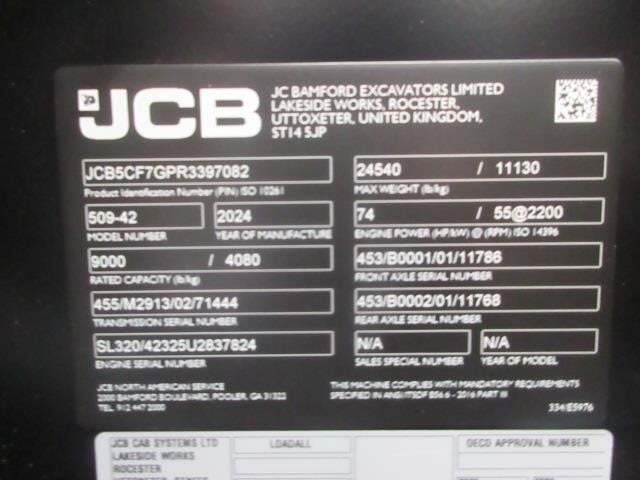 JCB
JC BAMFORD EXCAVATORS LIMITED
LAKESIDE WORKS, ROCESTER,
UTTOXETER, UNITED KINGDOM,
ST14 5JP
JCB5CF7GPR3397082
Product Identification Number (PIN) ISO 10261
24540 / 11130
MAX WEIGHT (lb/kg)
509-42
MODEL NUMBER
2024
YEAR OF MANUFACTURE
74 / 55@2200
ENGINE POWER (HP/kW) @ (RPM) ISO 14396
9000 / 4080
RATED CAPACITY (lb/kg)
453/B0001/01/11786
FRONT AXLE SERIAL NUMBER
455/M2913/02/71444
TRANSMISSION SERIAL NUMBER
453/B0002/01/11768
REAR AXLE SERIAL NUMBER
SL320/42325U2837824
ENGINE SERIAL NUMBER
N/A
SALES SPECIAL NUMBER
N/A
YEAR OF MODEL
JCB NORTH AMERICAN SERVICE
2000 BAMFORD BOULEVARD, POOLER, GA 31322
TEL 912 447 2000
THIS MACHINE COMPLIES WITH MANDATORY REQUIREMENTS
SPECIFIED IN ANSI/ITSDF B56.6 - 2016 PART III
334/E5976
JCB CAB SYSTEMS LTD
LAKESIDE WORKS
ROCESTER
LOADALL
OECD APPROVAL NUMBER